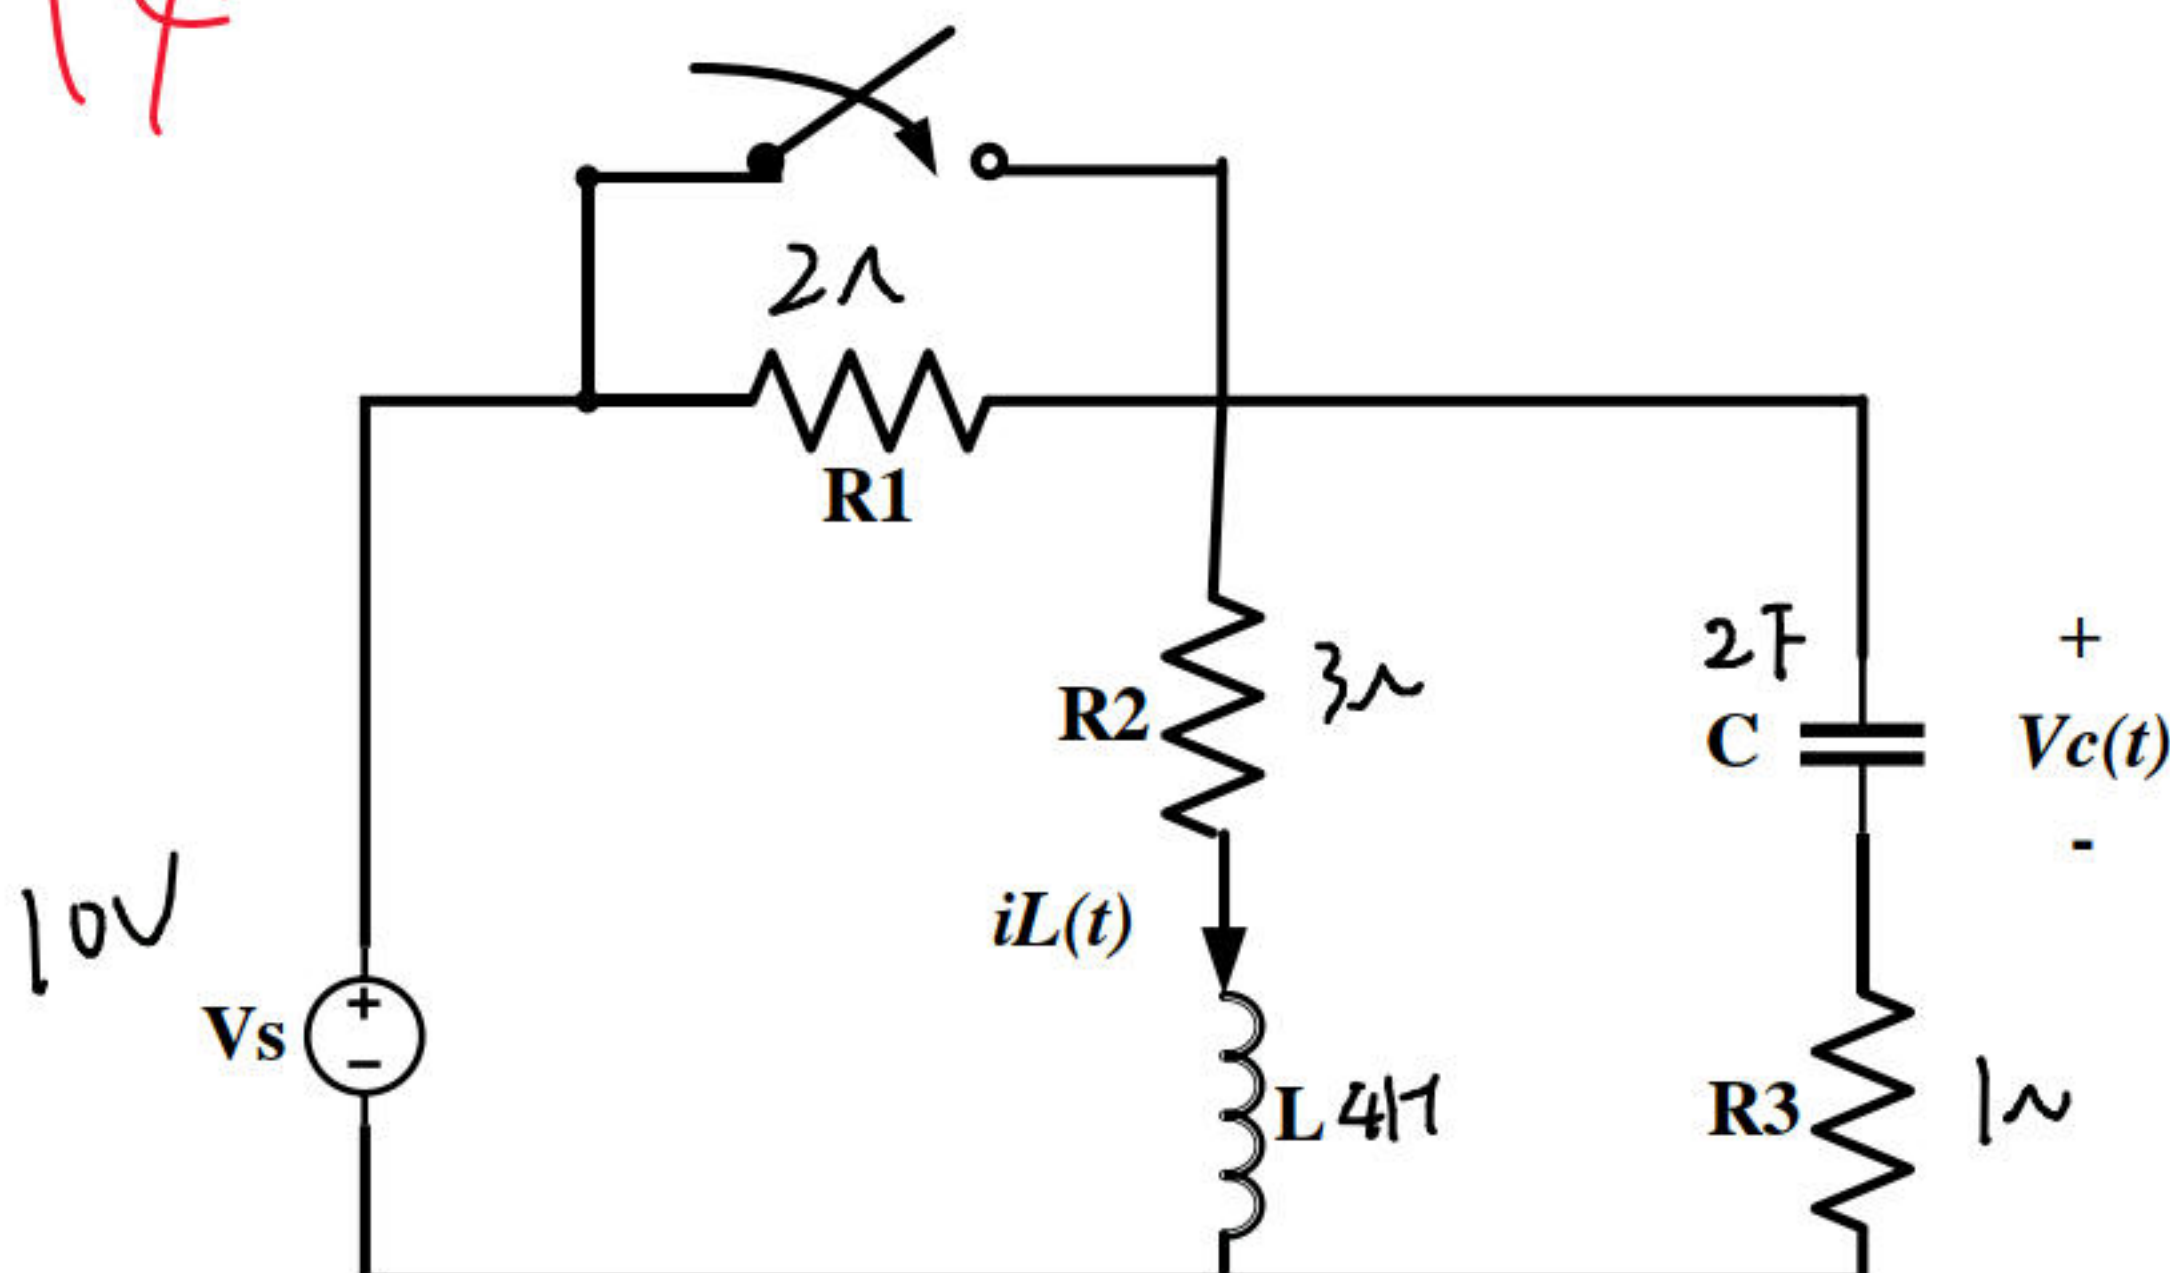 2Ω
R1
R2
3Ω
2F
C
+
Vc(t)
-
iL(t)
10V
Vs
+
−
L 4H
R3
1Ω